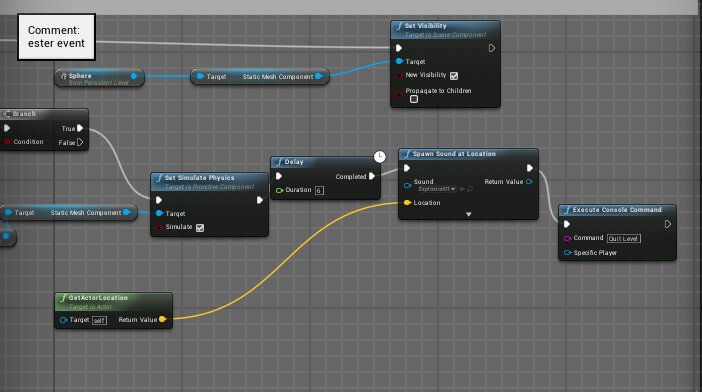 Comment:
ester event
Set Visibility
Target is Scene Component
Target
New Visibility
Propagate to Children
Sphere
from Persistent Level
Target Static Mesh Component
Branch
True
Condition False
Set Simulate Physics
Target is Primitive Component
Target
Simulate
Delay
Completed
Duration 6
Spawn Sound at Location
Sound Return Value
Explosion01
Location
Execute Console Command
Command Quit Level
Specific Player
Target Static Mesh Component
GetActorLocation
Target is Actor
Target self Return Value